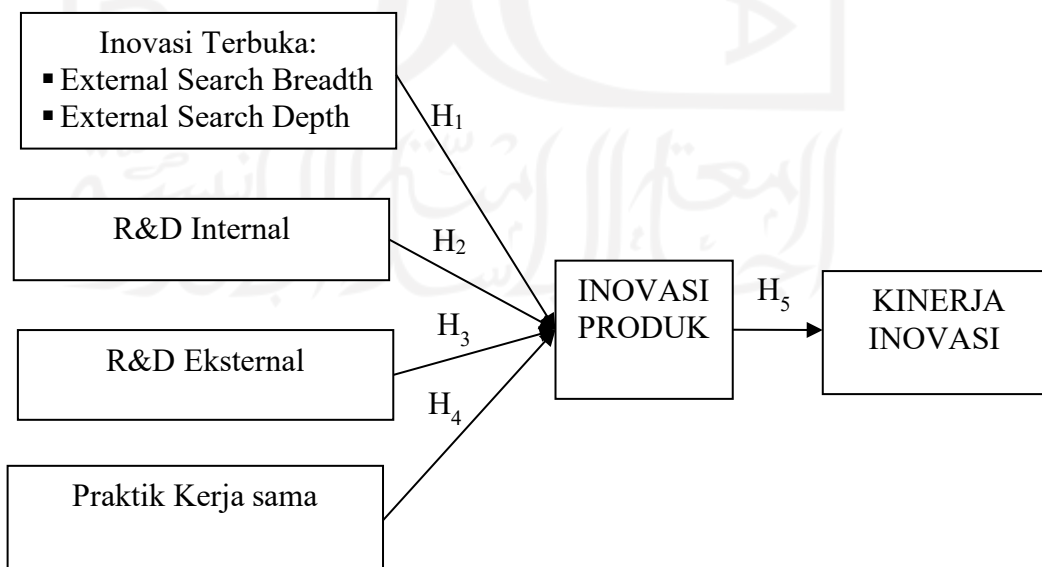 Inovasi Terbuka:
▪ External Search Breadth
▪ External Search Depth
H₁
R&D Internal
H₂
INOVASI
PRODUK
H₅
KINERJA
INOVASI
H₃
R&D Eksternal
H₄
Praktik Kerja sama